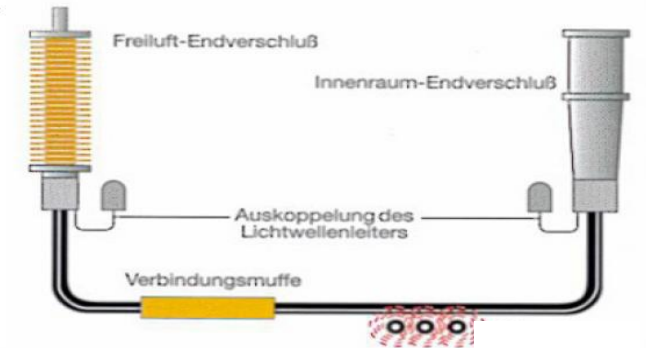 Freiluft-Endverschluß
Innenraum-Endverschluß
Auskoppelung des
Lichtwellenleiters
Verbindungsmuffe